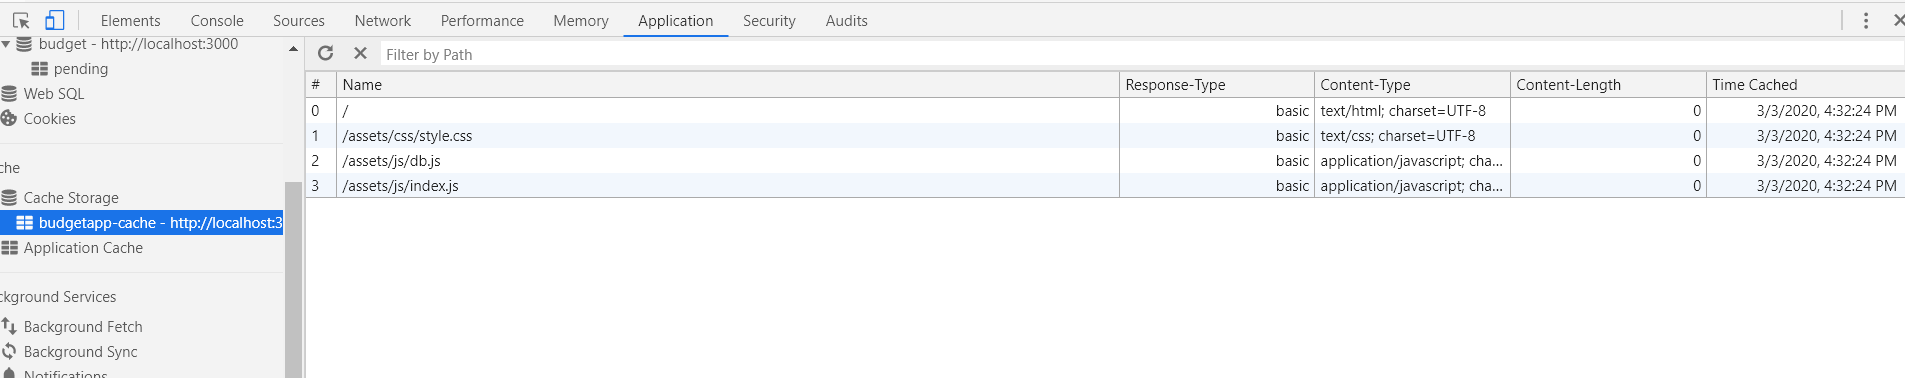 Elements Console Sources Network Performance Memory Application Security Audits
budget - http://localhost:3000
pending
Web SQL
Cookies
che
Cache Storage
budgetapp-cache - http://localhost:3
Application Cache
ckground Services
Background Fetch
Background Sync
Notifications
Filter by Path
# Name Response-Type Content-Type Content-Length Time Cached
0 / basic text/html; charset=UTF-8 0 3/3/2020, 4:32:24 PM
1 /assets/css/style.css basic text/css; charset=UTF-8 0 3/3/2020, 4:32:24 PM
2 /assets/js/db.js basic application/javascript; cha... 0 3/3/2020, 4:32:24 PM
3 /assets/js/index.js basic application/javascript; cha... 0 3/3/2020, 4:32:24 PM